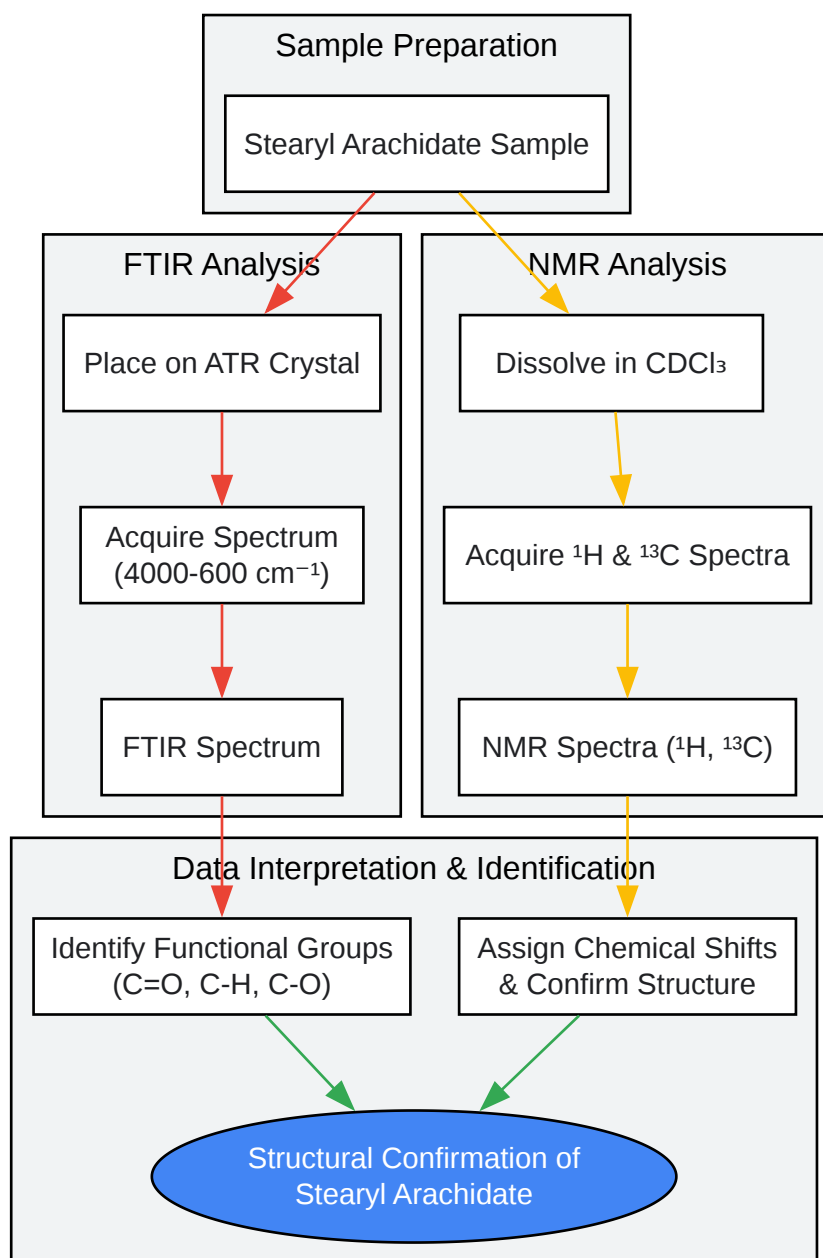 Sample Preparation
Stearyl Arachidate Sample
FTIR Analysis
Place on ATR Crystal
Acquire Spectrum
(4000-600 cm⁻¹)
FTIR Spectrum
NMR Analysis
Dissolve in CDCl₃
Acquire ¹H & ¹³C Spectra
NMR Spectra (¹H, ¹³C)
Data Interpretation & Identification
Identify Functional Groups
(C=O, C-H, C-O)
Assign Chemical Shifts
& Confirm Structure
Structural Confirmation of
Stearyl Arachidate